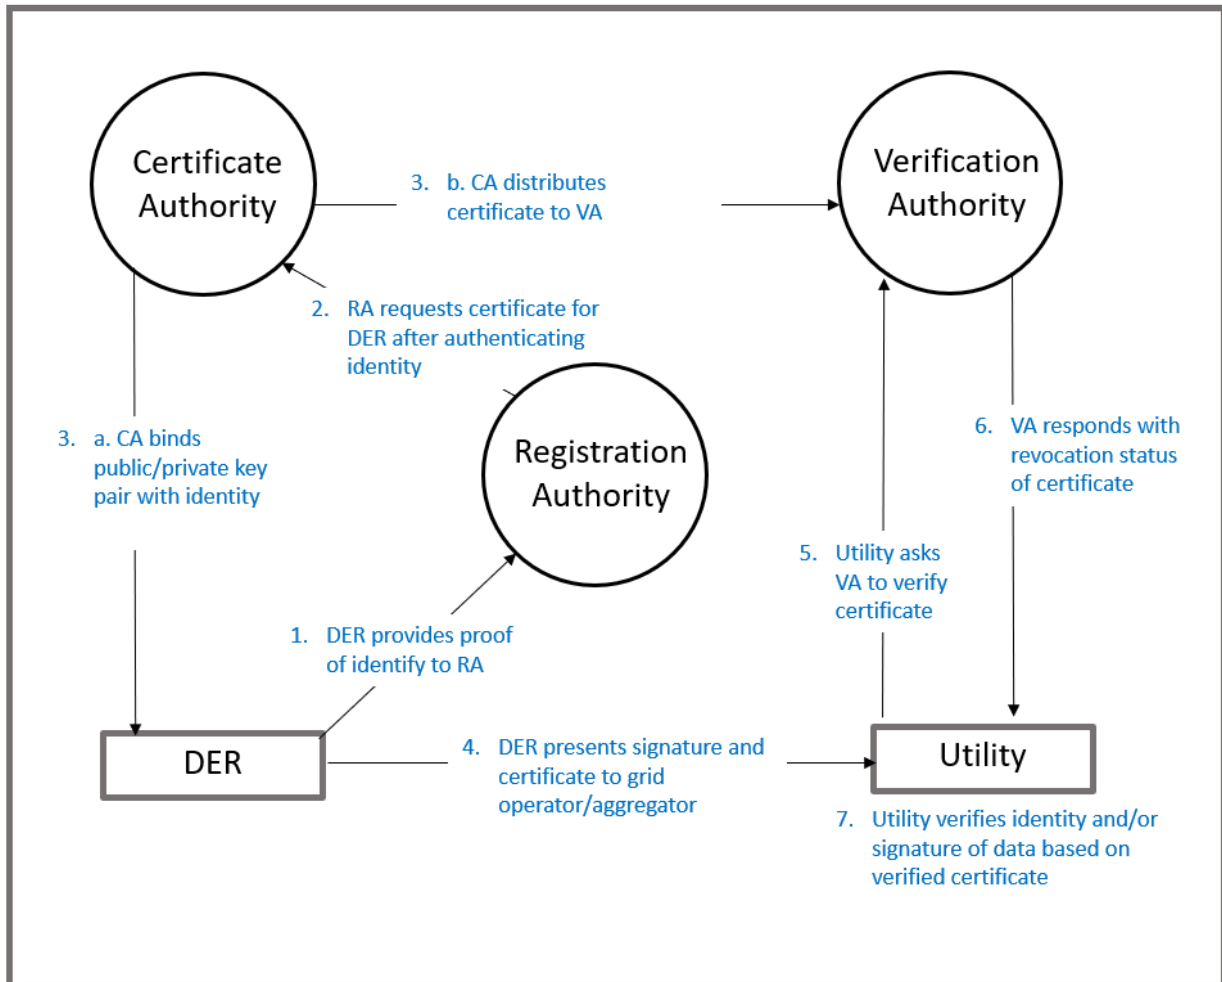 Certificate
Authority
Verification
Authority
3. b. CA distributes
certificate to VA
2. RA requests certificate for
DER after authenticating
identity
Registration
Authority
3. a. CA binds
public/private key
pair with identity
6. VA responds with
revocation status
of certificate
5. Utility asks
VA to verify
certificate
1. DER provides proof
of identify to RA
DER
4. DER presents signature and
certificate to grid
operator/aggregator
Utility
7. Utility verifies identity and/or
signature of data based on
verified certificate